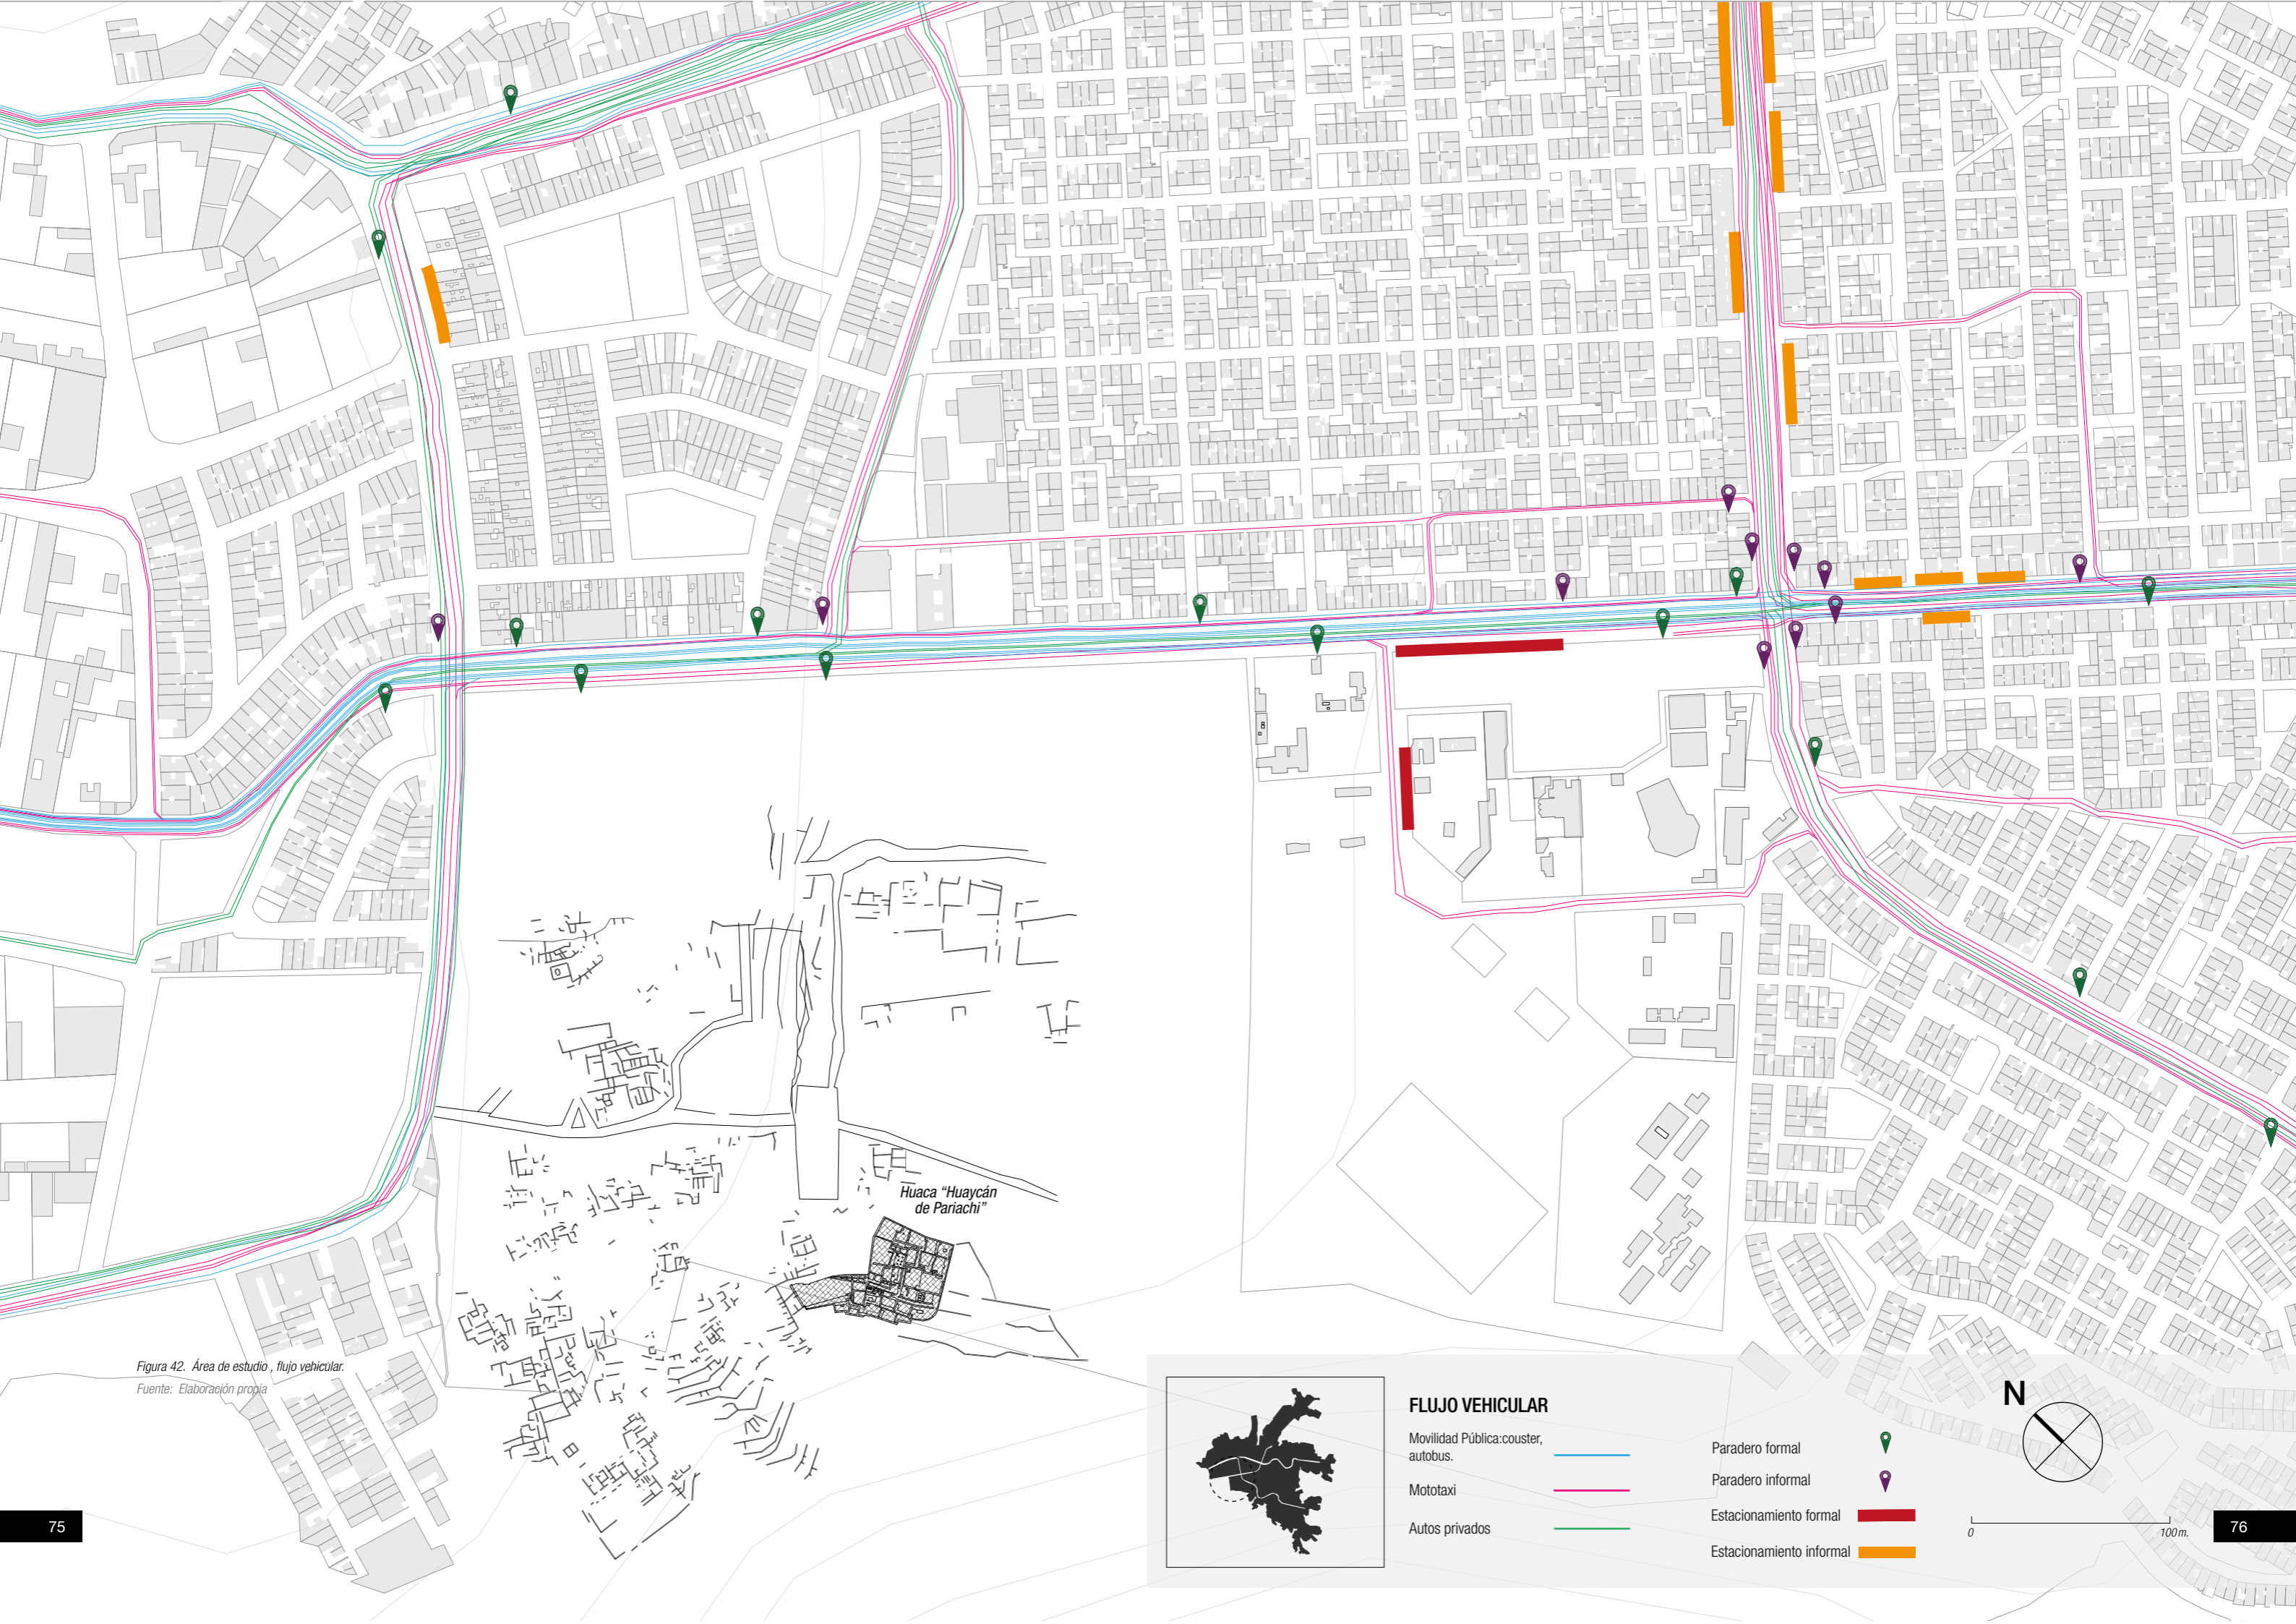 Huaca “Huaycán
de Pariachi”
Figura 42. Área de estudio , flujo vehicular.
Fuente: Elaboración propia
FLUJO VEHICULAR
Movilidad Pública:couster,
autobus.
Mototaxi
Autos privados
Paradero formal
Paradero informal
Estacionamiento formal
Estacionamiento informal
N
0 100 m.
75
76